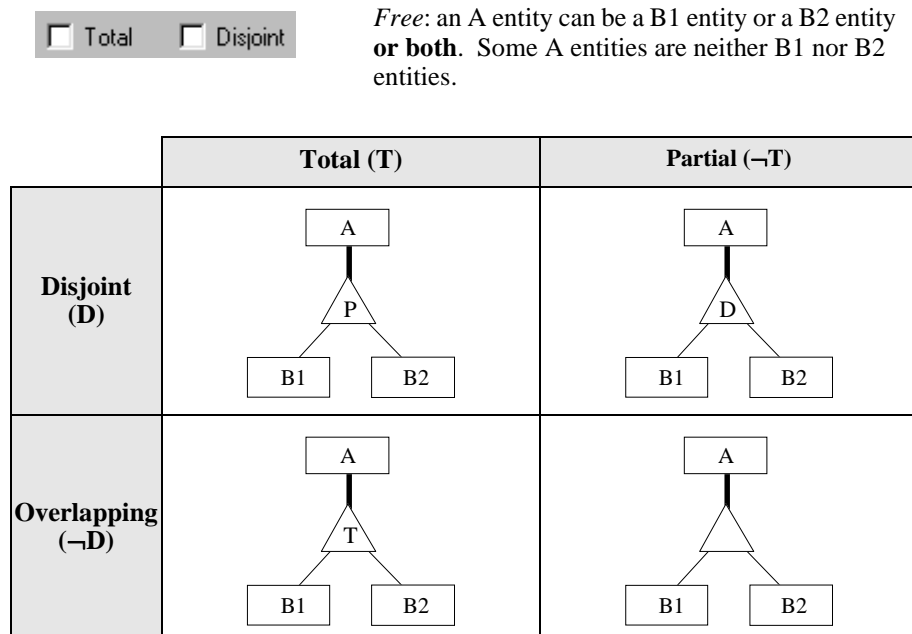 Total Disjoint
Free: an A entity can be a B1 entity or a B2 entity
or both. Some A entities are neither B1 nor B2
entities.
Total (T) Partial (¬T)
Disjoint
(D)
A A
P D
B1 B2 B1 B2
Overlapping
(¬D)
A A
T
B1 B2 B1 B2